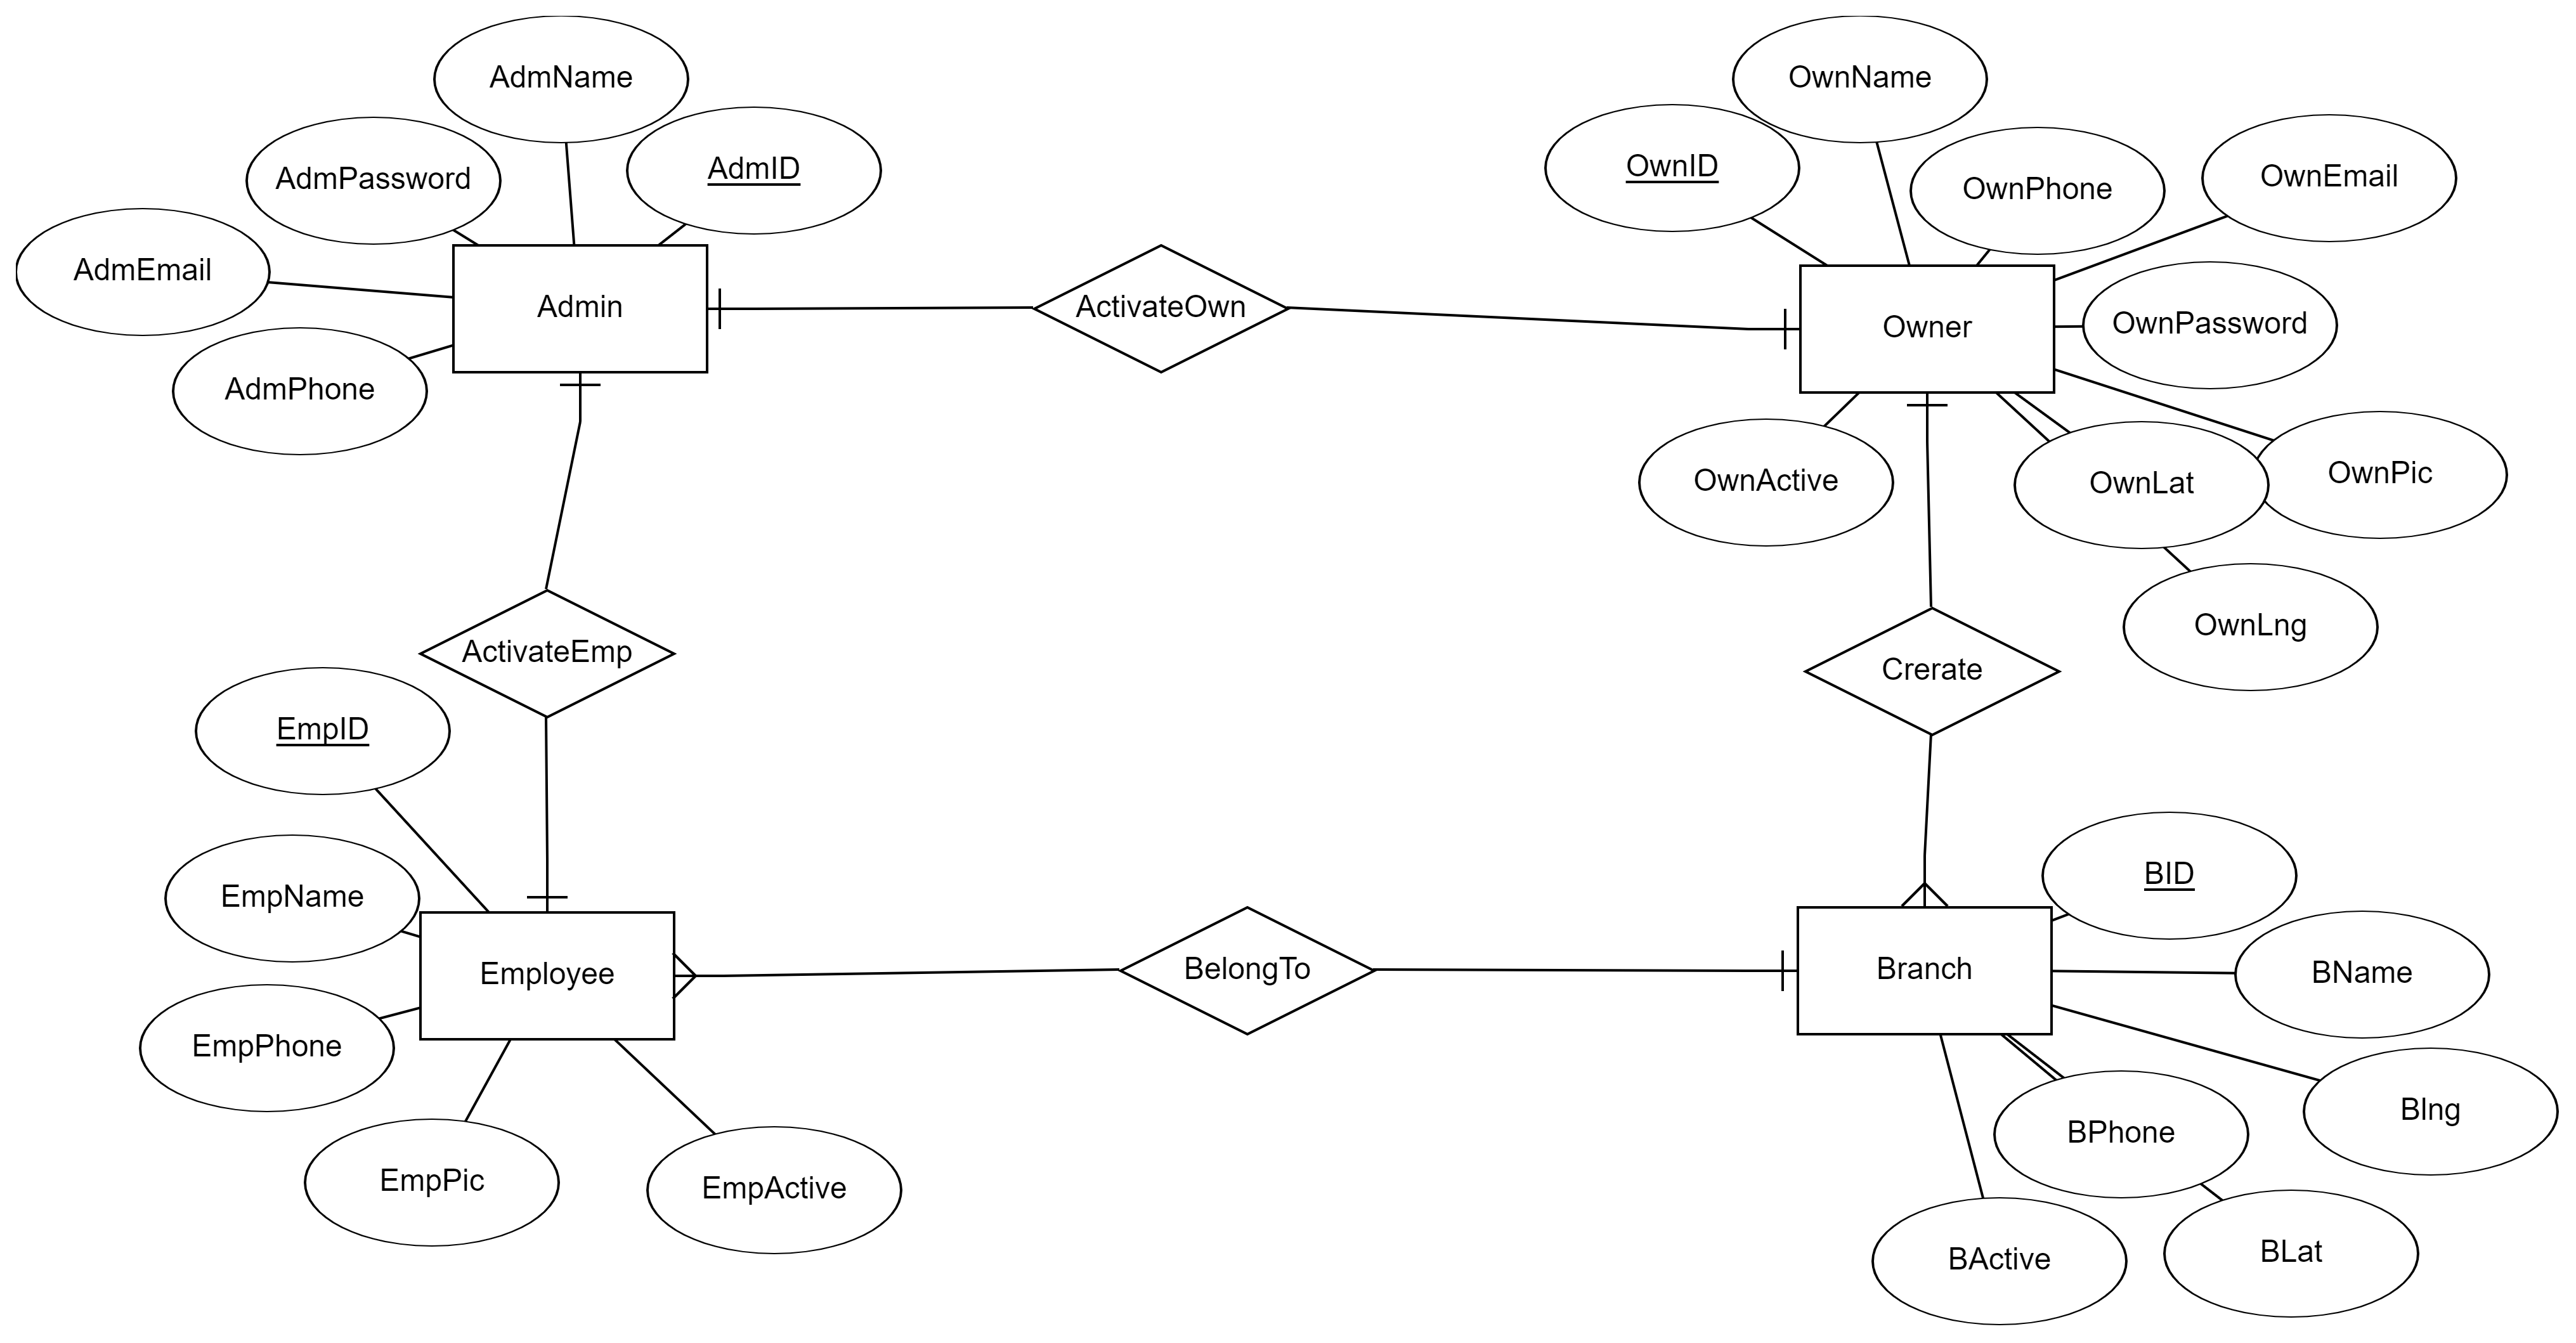 AdmName
OwnName
AdmPassword
AdmID
OwnID
OwnPhone
OwnEmail
AdmEmail
Admin
ActivateOwn
Owner
OwnPassword
AdmPhone
OwnActive
OwnLat
OwnPic
OwnLng
ActivateEmp
Crerate
EmpID
EmpName
BID
Employee
BelongTo
Branch
BName
EmpPhone
BIng
BPhone
EmpPic
EmpActive
BActive
BLat